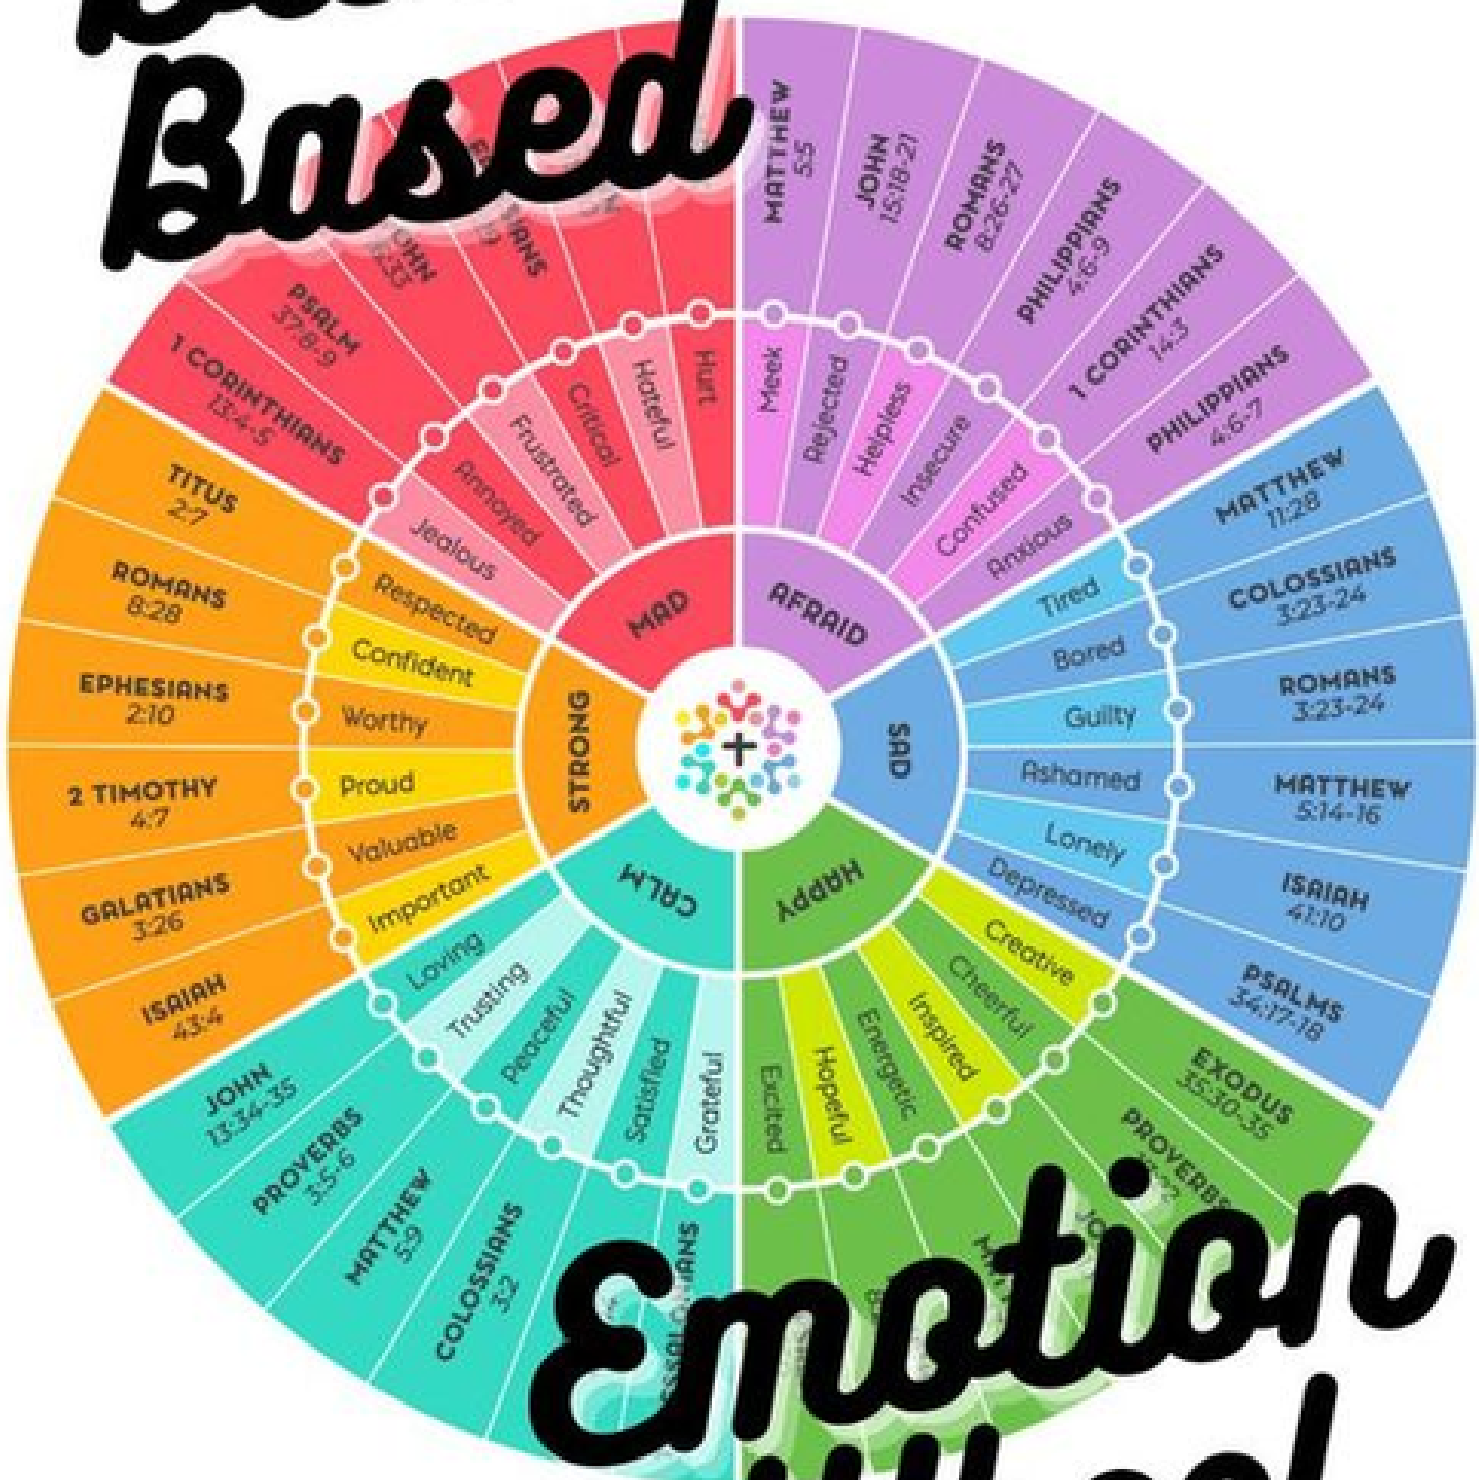 Based
MATTHEW
5:5
JOHN
15:18-21
ROMANS
8:26-27
PHILIPPIANS
4:6-9
1 CORINTHIANS
14:3
PHILIPPIANS
4:6-7
MATTHEW
11:28
COLOSSIANS
3:23-24
ROMANS
3:23-24
MATTHEW
5:14-16
ISAIAH
41:10
PSALMS
34:17-18
EXODUS
35:30-35
PROVERBS
COLOSSIANS
3:2
MATTHEW
5:9
PROVERBS
3:5-6
JOHN
13:34-35
ISAIAH
43:4
GALATIANS
3:26
2 TIMOTHY
4:7
EPHESIANS
2:10
ROMANS
8:28
TITUS
2:7
1 CORINTHIANS
13:4-5
PSALM
37:8-9
Meek
Rejected
Helpless
Insecure
Confused
Anxious
Tired
Bored
Guilty
Ashamed
Lonely
Depressed
Creative
Cheerful
Inspired
Energetic
Hopeful
Excited
Grateful
Satisfied
Thoughtful
Peaceful
Trusting
Loving
Important
Valuable
Proud
Worthy
Confident
Respected
Jealous
Annoyed
Frustrated
Critical
Hateful
Hurt
AFRAID
SAD
HAPPY
CALM
STRONG
MAD
Emotion